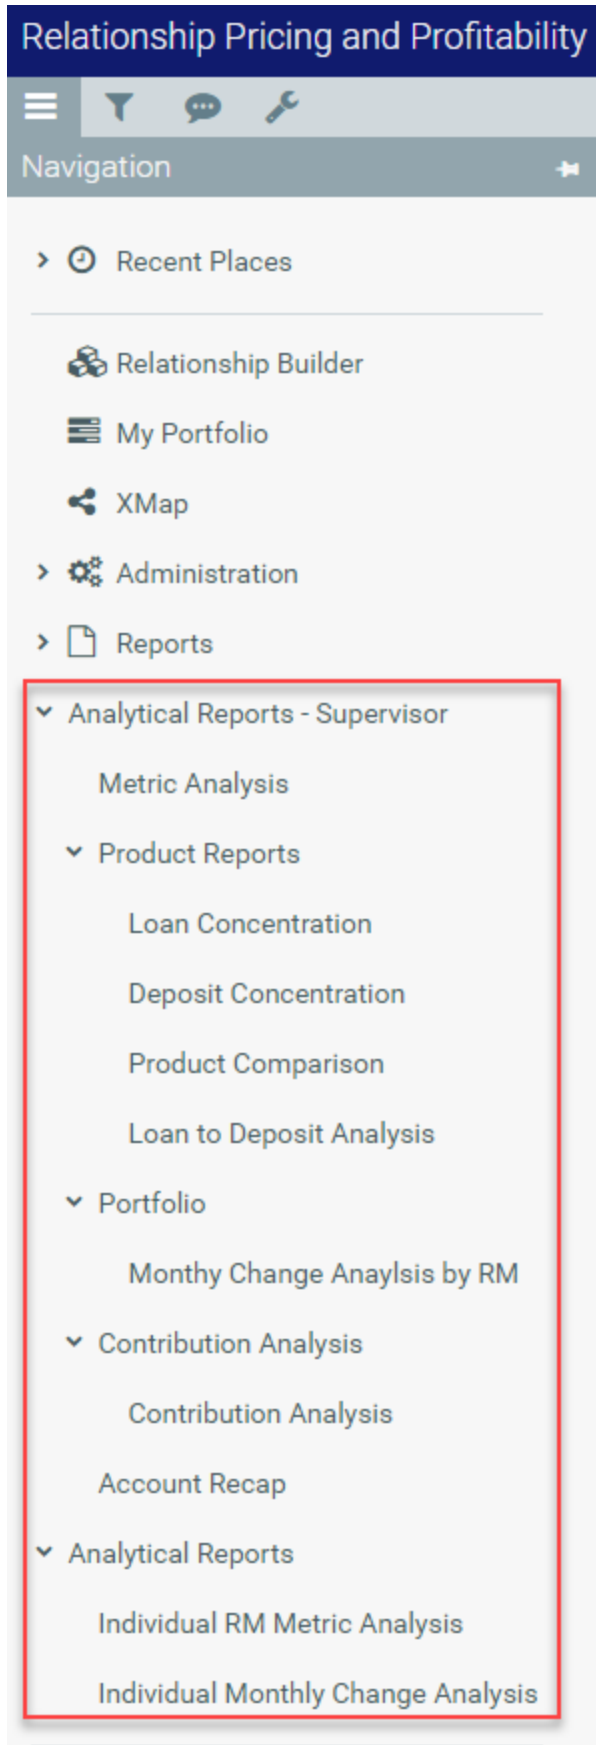 Relationship Pricing and Profitability
Navigation
Recent Places
Relationship Builder
My Portfolio
XMap
Administration
Reports
Analytical Reports - Supervisor
Metric Analysis
Product Reports
Loan Concentration
Deposit Concentration
Product Comparison
Loan to Deposit Analysis
Portfolio
Monthy Change Anaylsis by RM
Contribution Analysis
Contribution Analysis
Account Recap
Analytical Reports
Individual RM Metric Analysis
Individual Monthly Change Analysis